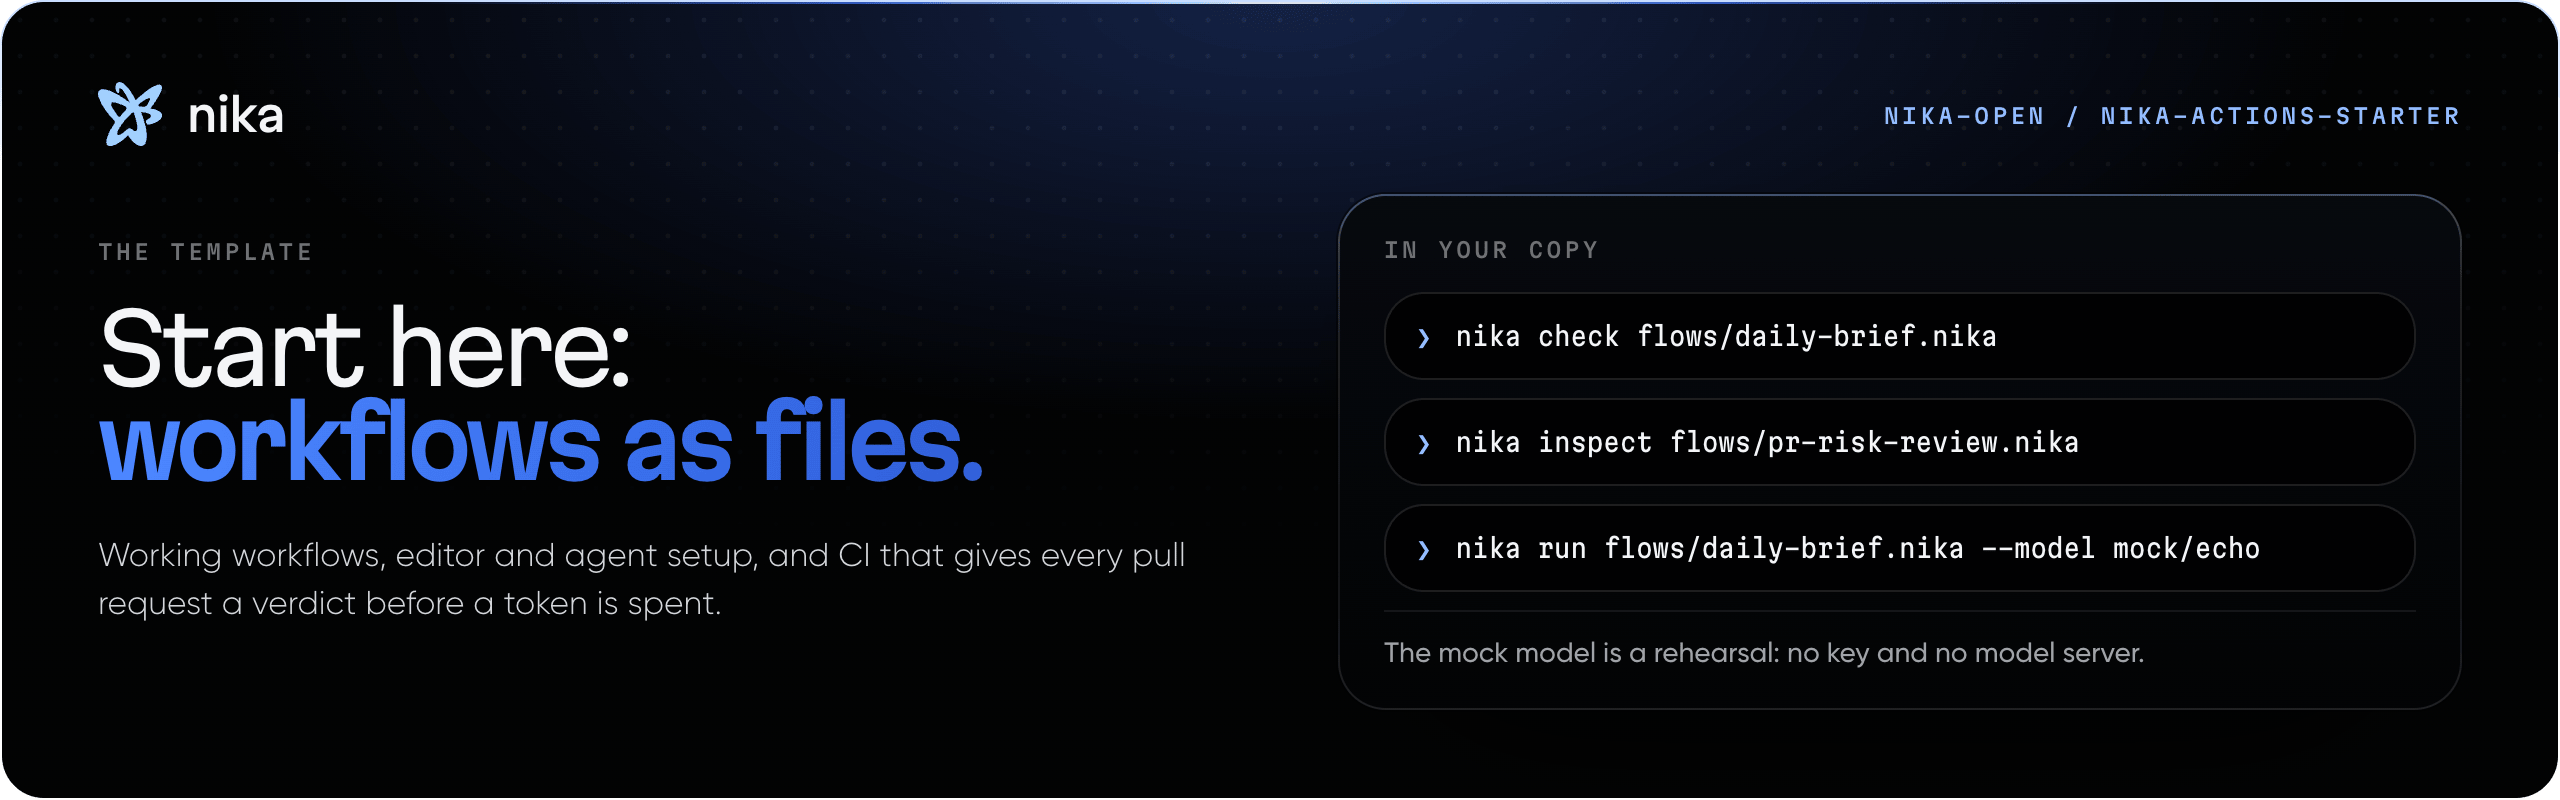 nika
NIKA-OPEN / NIKA-ACTIONS-STARTER
THE TEMPLATE
Start here:
workflows as files.
Working workflows, editor and agent setup, and CI that gives every pull
request a verdict before a token is spent.
IN YOUR COPY
❯ nika check flows/daily-brief.nika
❯ nika inspect flows/pr-risk-review.nika
❯ nika run flows/daily-brief.nika --model mock/echo
The mock model is a rehearsal: no key and no model server.